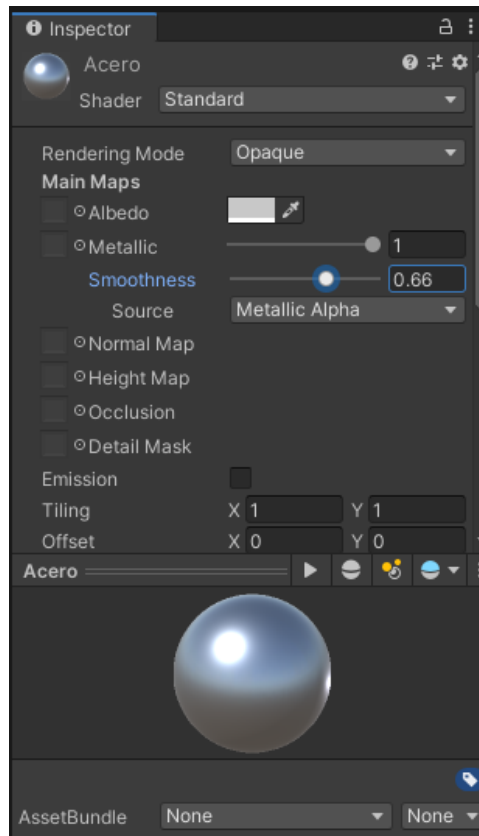 Inspector
Acero
Shader Standard
Rendering Mode Opaque
Main Maps
Albedo
Metallic 1
Smoothness 0.66
Source Metallic Alpha
Normal Map
Height Map
Occlusion
Detail Mask
Emission
Tiling X 1 Y 1
Offset X 0 Y 0
Acero
AssetBundle None None